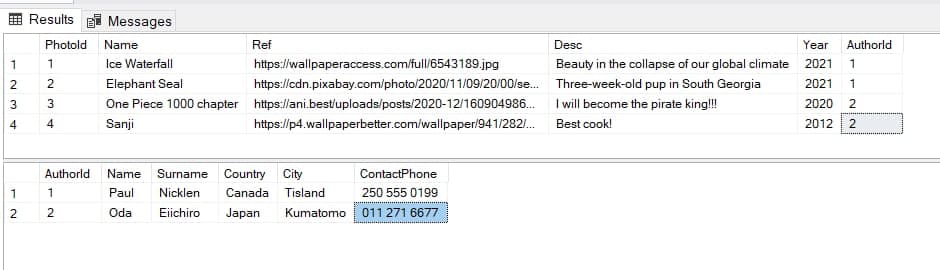 Results Messages
PhotoId Name Ref Desc Year AuthorId
1 1 Ice Waterfall https://wallpaperaccess.com/full/6543189.jpg Beauty in the collapse of our global climate 2021 1
2 2 Elephant Seal https://cdn.pixabay.com/photo/2020/11/09/20/00/se... Three-week-old pup in South Georgia 2021 1
3 3 One Piece 1000 chapter https://ani.best/uploads/posts/2020-12/160904986... I will become the pirate king!!! 2020 2
4 4 Sanji https://p4.wallpaperbetter.com/wallpaper/941/282/... Best cook! 2012 2
AuthorId Name Surname Country City ContactPhone
1 1 Paul Nicklen Canada Tisland 250 555 0199
2 2 Oda Eiichiro Japan Kumatomo 011 271 6677